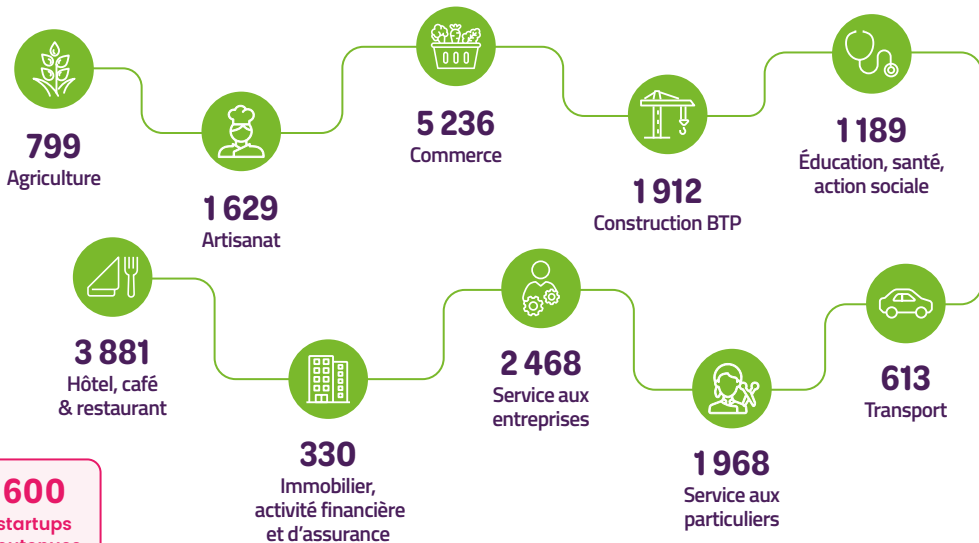 799
Agriculture
1 629
Artisanat
5 236
Commerce
1 912
Construction BTP
1 189
Éducation, santé,
action sociale
3 881
Hôtel, café
& restaurant
330
Immobilier,
activité financière
et d'assurance
2 468
Service aux
entreprises
1 968
Service aux
particuliers
613
Transport
600
startups